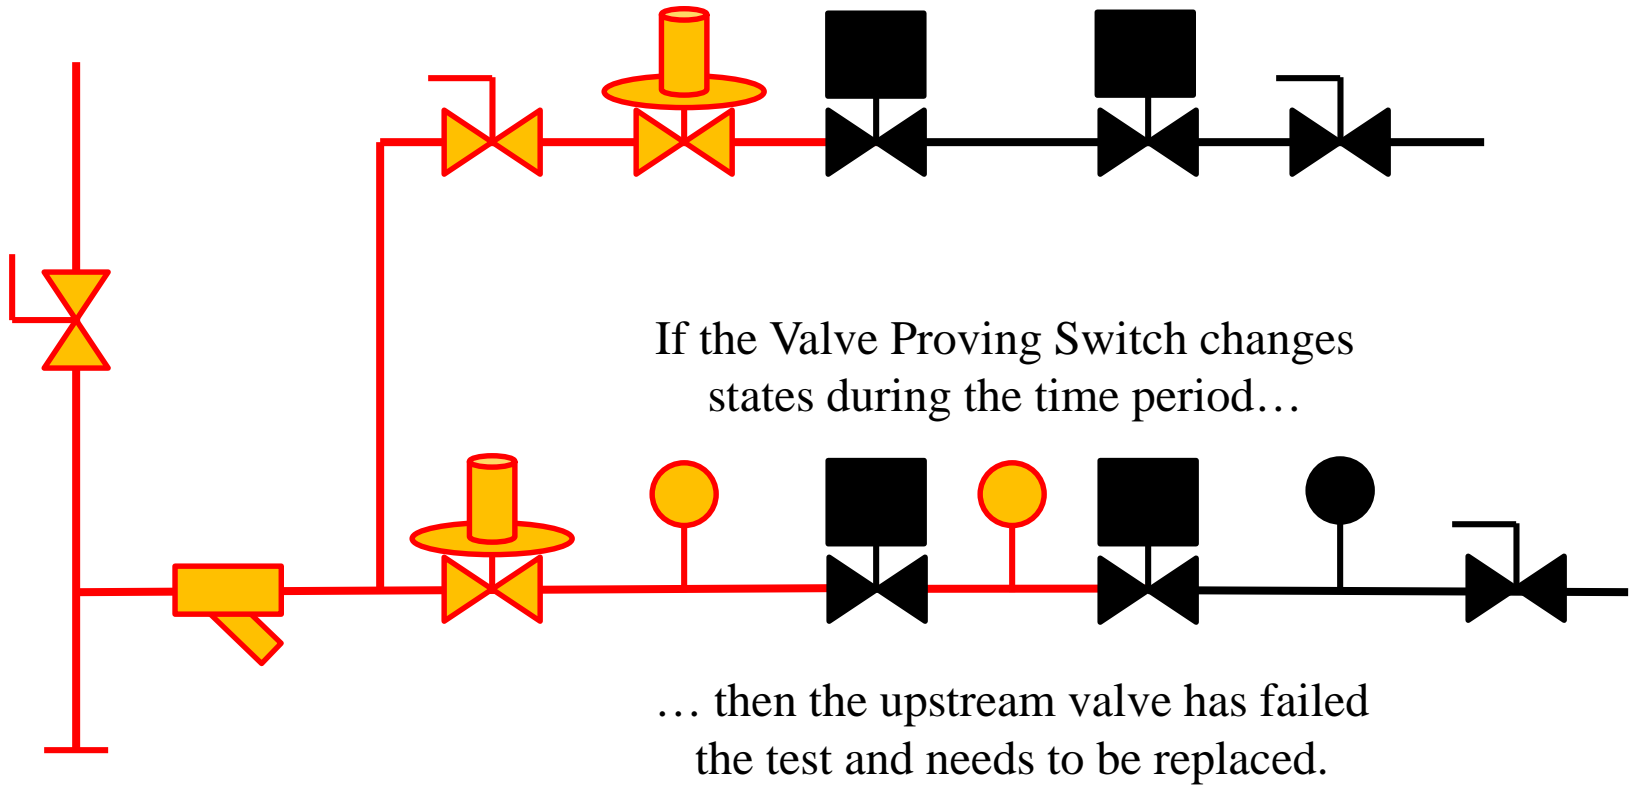 If the Valve Proving Switch changes
states during the time period…
… then the upstream valve has failed
the test and needs to be replaced.